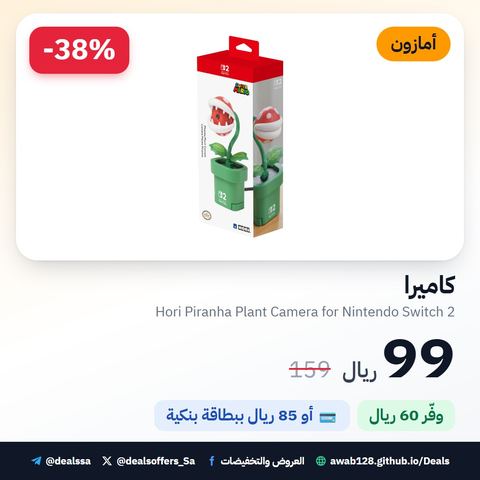 -38%
أمازون
كاميرا
Hori Piranha Plant Camera for Nintendo Switch 2
99 ريال 159
وفّر 60 ريال
أو 85 ريال ببطاقة بنكية
@dealssa @dealsoffers_Sa العروض والتخفيضات awab128.github.io/Deals